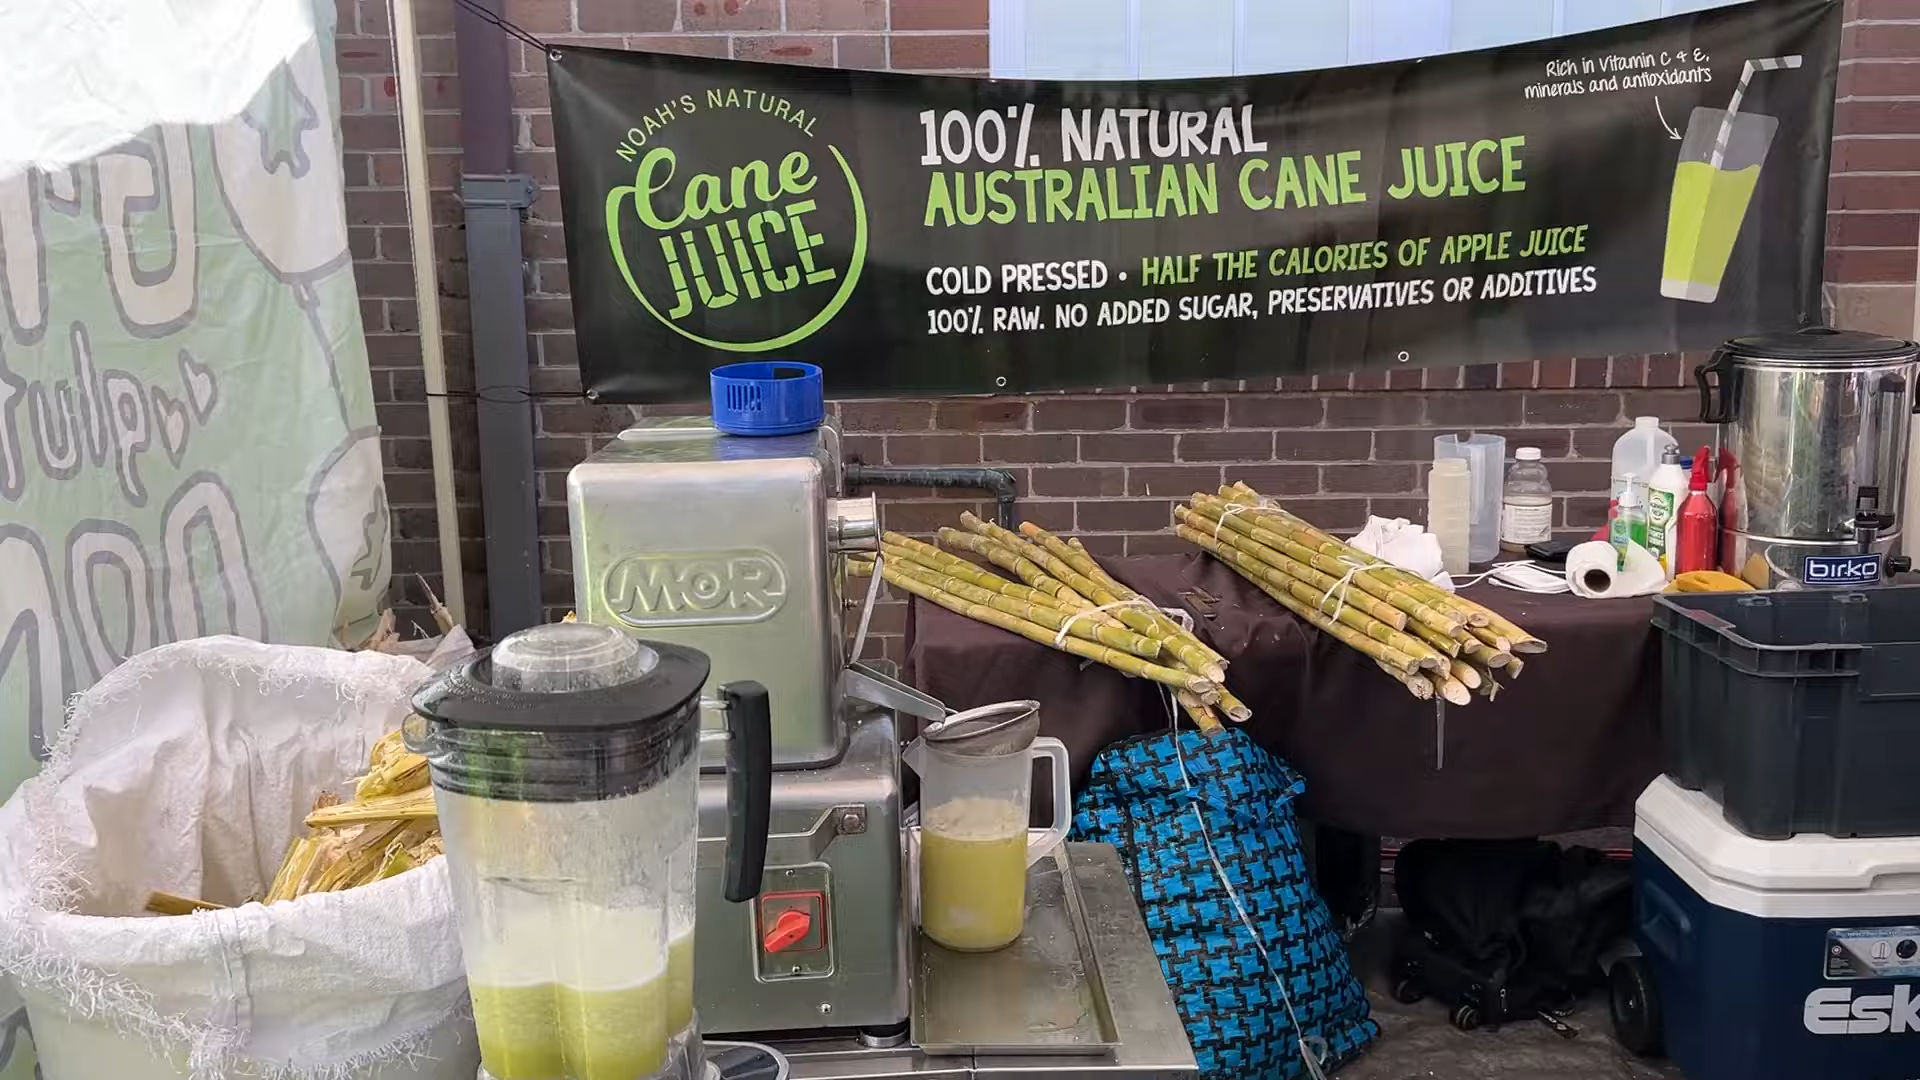 NOAH'S NATURAL
Cane
JUICE
100% NATURAL
AUSTRALIAN CANE JUICE
COLD PRESSED • HALF THE CALORIES OF APPLE JUICE
100% RAW. NO ADDED SUGAR, PRESERVATIVES OR ADDITIVES
Rich in Vitamin C & E,
minerals and antioxidants
MOR
birko
Esk